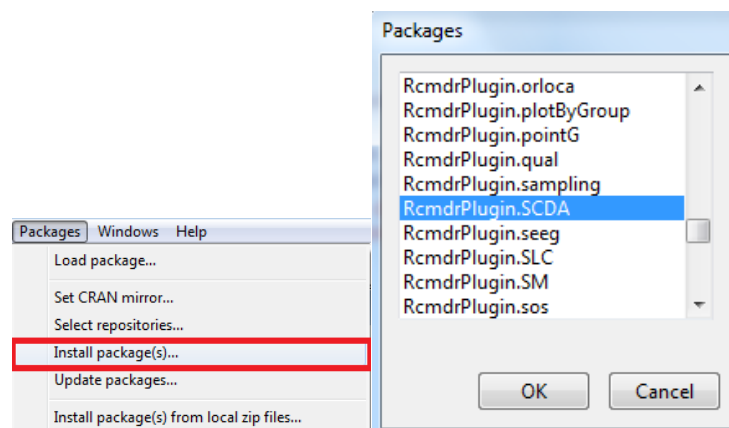 Packages Windows Help
Load package...
Set CRAN mirror...
Select repositories...
Install package(s)...
Update packages...
Install package(s) from local zip files...
Packages
RcmdrPlugin.orloca
RcmdrPlugin.plotByGroup
RcmdrPlugin.pointG
RcmdrPlugin.qual
RcmdrPlugin.sampling
RcmdrPlugin.SCDA
RcmdrPlugin.seeg
RcmdrPlugin.SLC
RcmdrPlugin.SM
RcmdrPlugin.sos
OK Cancel